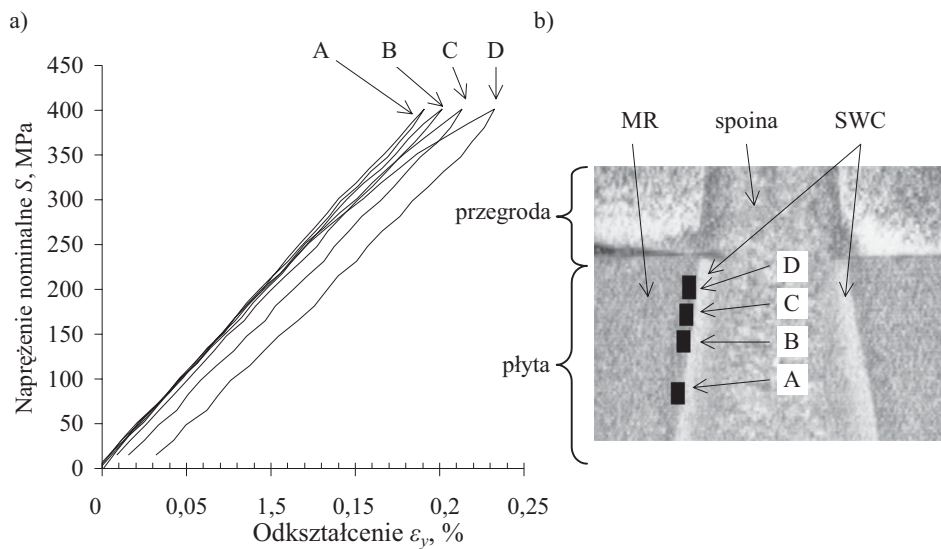 a)
Naprężenie nominalne S, MPa
450
400
350
300
250
200
150
100
50
0
A B C D
0 0,05 1,5 0,15 0,2 0,25
Odkształcenie εy, %
b)
MR spoina SWC
przegroda
płyta
D
C
B
A